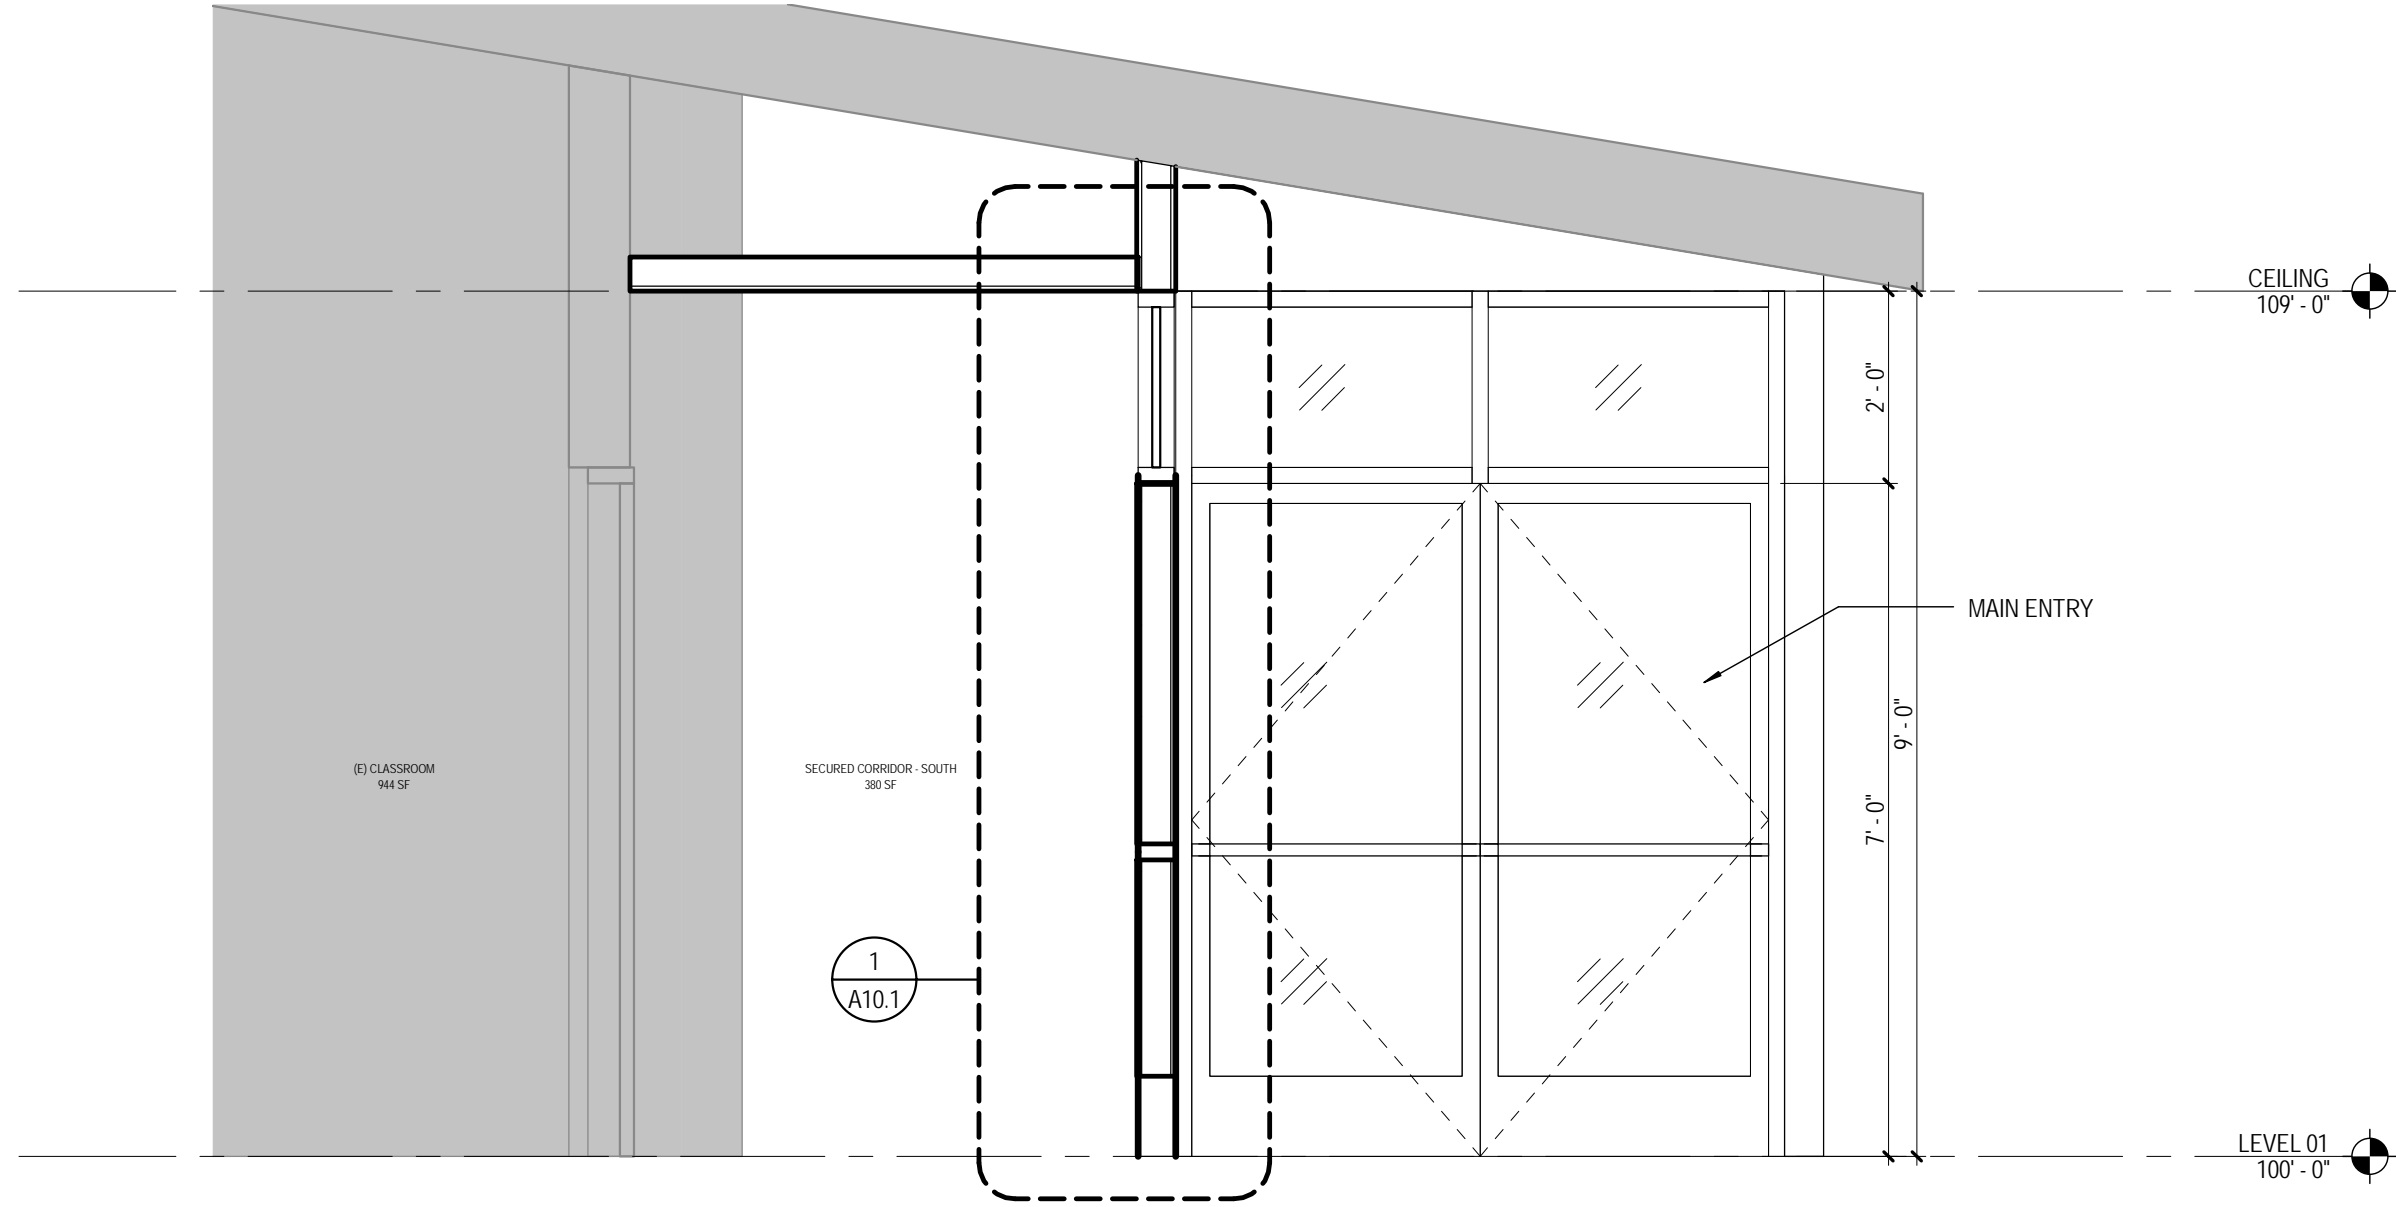 CEILING
109' - 0"
2' - 0"
MAIN ENTRY
9' - 0"
7' - 0"
(E) CLASSROOM
944 SF
SECURED CORRIDOR - SOUTH
380 SF
1
A10.1
LEVEL 01
100' - 0"